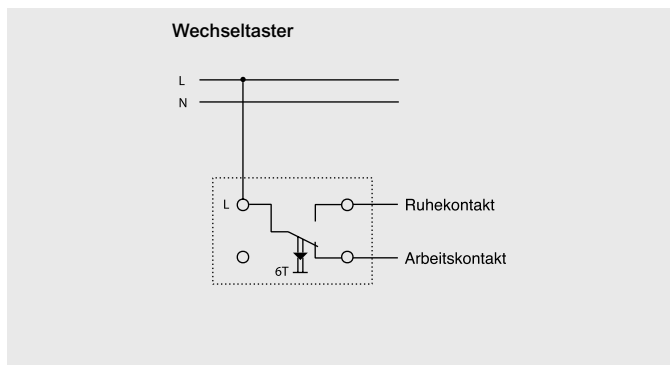 Wechseltaster
L
N
L
Ruhekontakt
Arbeitskontakt
6T